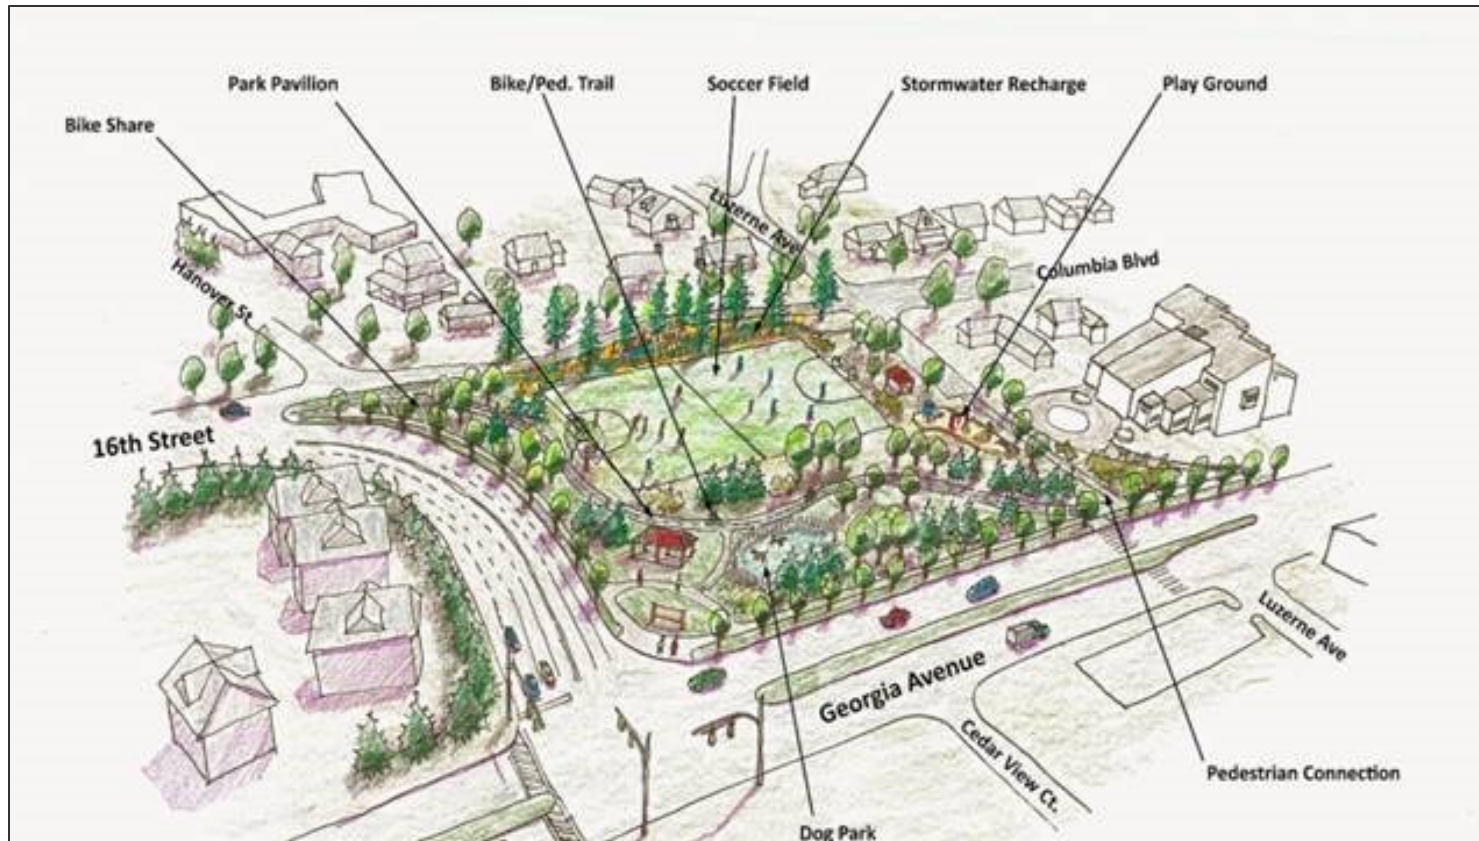 Park Pavilion
Bike/Ped. Trail
Soccer Field
Stormwater Recharge
Play Ground
Bike Share
Luzerne Ave
Hanover St.
Columbia Blvd
16th Street
Georgia Avenue
Luzerne Ave
Cedar View Ct.
Pedestrian Connection
Dog Park